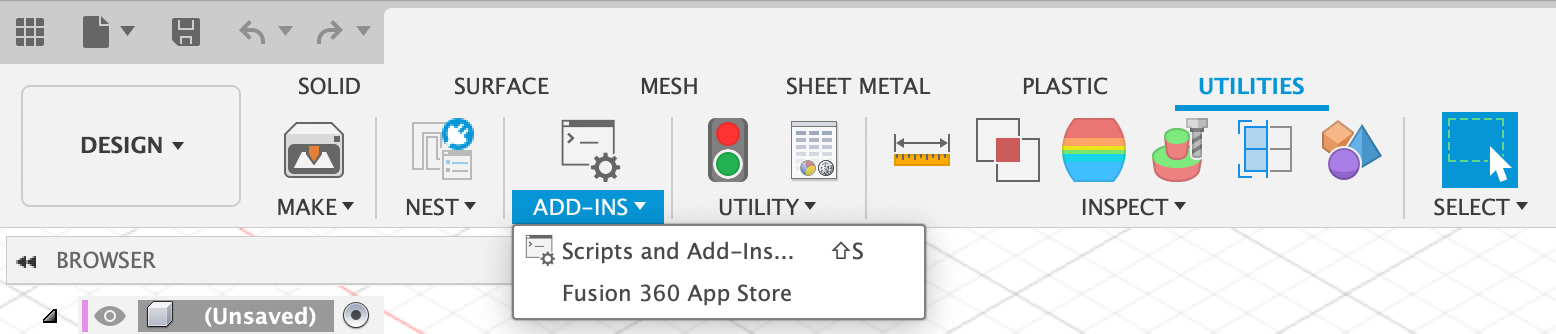 SOLID SURFACE MESH SHEET METAL PLASTIC UTILITIES
DESIGN
MAKE NEST ADD-INS UTILITY INSPECT SELECT
Scripts and Add-Ins... ⇧S
Fusion 360 App Store
BROWSER
(Unsaved)